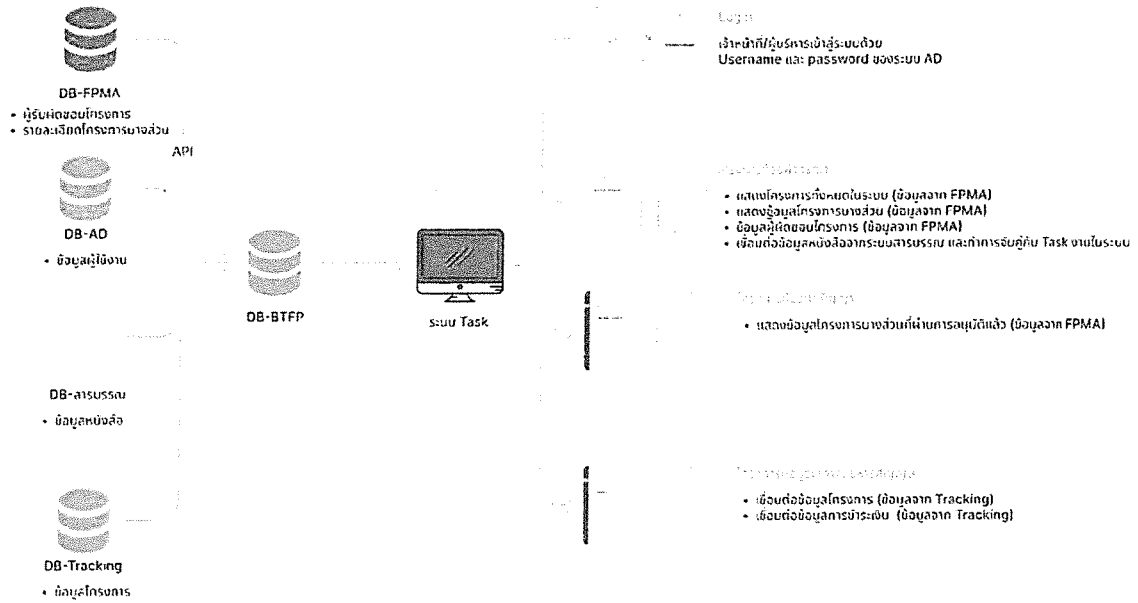 DB-FPMA
• ผู้รับผิดชอบโครงการ
• รายละเอียดโครงการบางส่วน
API
DB-AD
• ข้อมูลผู้ใช้งาน
DB-สารบรรณ
• ข้อมูลหนังสือ
DB-Tracking
• ข้อมูลโครงการ
DB-BTFP
ระบบ Task
Login
เจ้าหน้าที่/ผู้บริหารเข้าสู่ระบบด้วย
Username และ password ของระบบ AD
• แสดงโครงการทั้งหมดในระบบ (ข้อมูลจาก FPMA)
• แสดงข้อมูลโครงการบางส่วน (ข้อมูลจาก FPMA)
• ข้อมูลผู้ผิดชอบโครงการ (ข้อมูลจาก FPMA)
• เชื่อมต่อข้อมูลหนังสือจากระบบสารบรรณ และทำการจับคู่กับ Task งานในระบบ
• แสดงข้อมูลโครงการบางส่วนที่ผ่านการอนุมัติแล้ว (ข้อมูลจาก FPMA)
• เชื่อมต่อข้อมูลโครงการ (ข้อมูลจาก Tracking)
• เชื่อมต่อข้อมูลการชำระเงิน (ข้อมูลจาก Tracking)